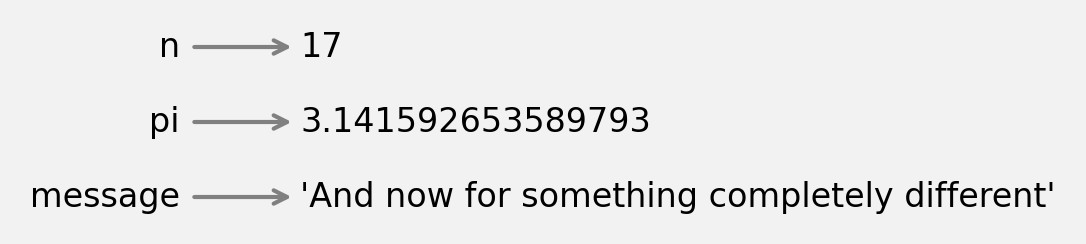 n 17
pi 3.141592653589793
message 'And now for something completely different'